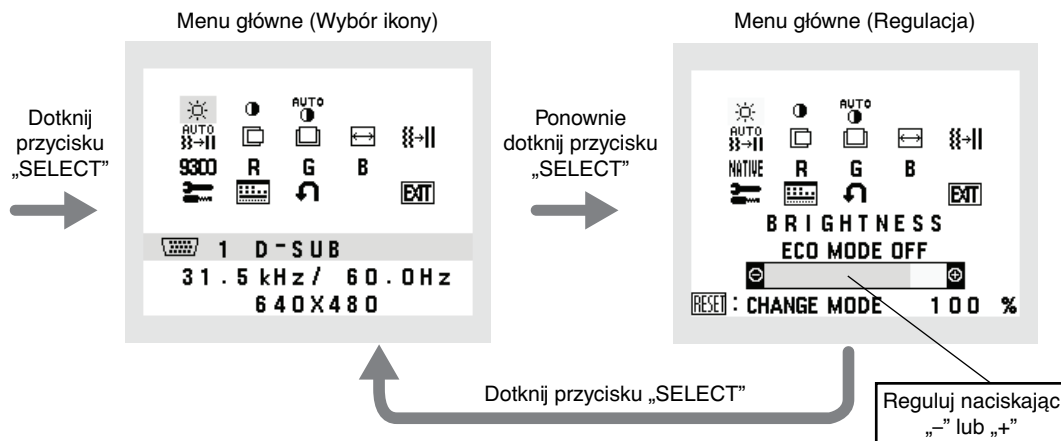 Menu główne (Wybór ikony)
Menu główne (Regulacja)
Dotknij
przycisku
„SELECT”
AUTO
AUTO
9300 R G B
EXIT
1 D-SUB
31.5 kHz/ 60.0Hz
640X480
Ponownie
dotknij przycisku
„SELECT”
AUTO
AUTO
NATIVE R G B
EXIT
BRIGHTNESS
ECO MODE OFF
RESET : CHANGE MODE 100 %
Dotknij przycisku „SELECT”
Reguluj naciskając
„–” lub „+”